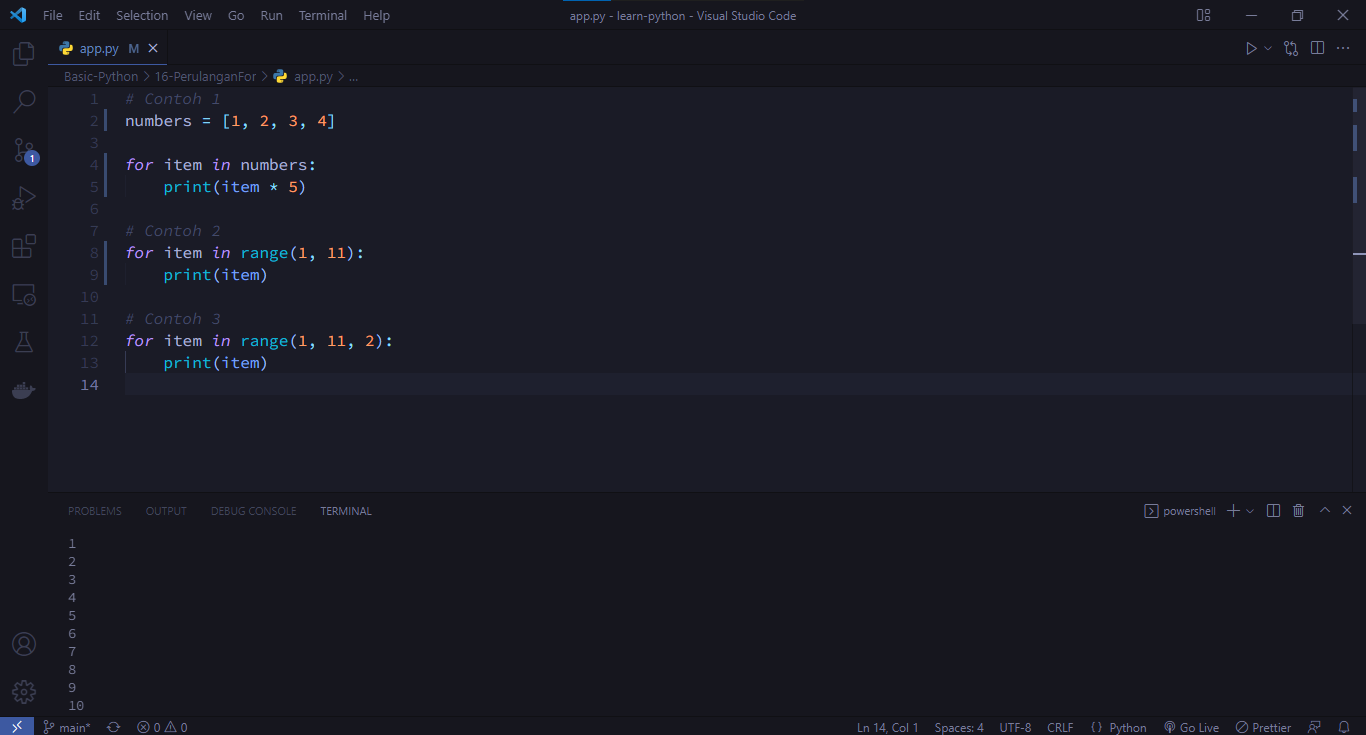 File Edit Selection View Go Run Terminal Help app.py - learn-python - Visual Studio Code
app.py M
Basic-Python > 16-PerulanganFor > app.py > ...
1 # Contoh 1
2 numbers = [1, 2, 3, 4]
3
4 for item in numbers:
5     print(item * 5)
6
7 # Contoh 2
8 for item in range(1, 11):
9     print(item)
10
11 # Contoh 3
12 for item in range(1, 11, 2):
13     print(item)
14
1
PROBLEMS OUTPUT DEBUG CONSOLE TERMINAL powershell
1
2
3
4
5
6
7
8
9
10
main* 0 0 Ln 14, Col 1 Spaces: 4 UTF-8 CRLF {} Python Go Live Prettier